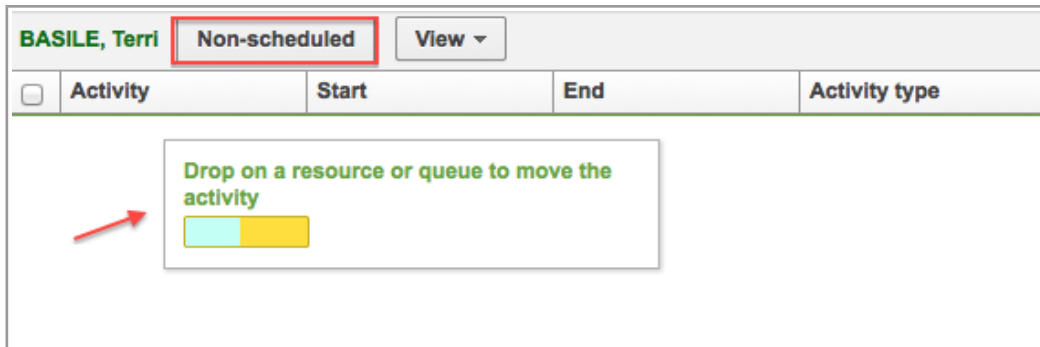 BASILE, Terri Non-scheduled View
Activity Start End Activity type
Drop on a resource or queue to move the
activity